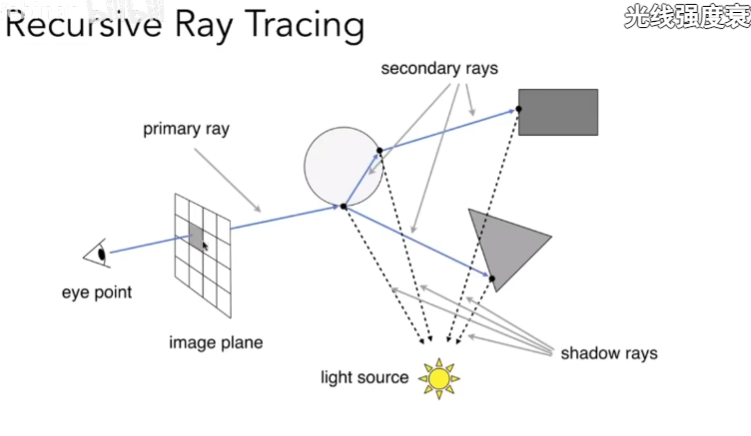 Recursive Ray Tracing
光线强度衰
secondary rays
primary ray
eye point
image plane
light source
shadow rays